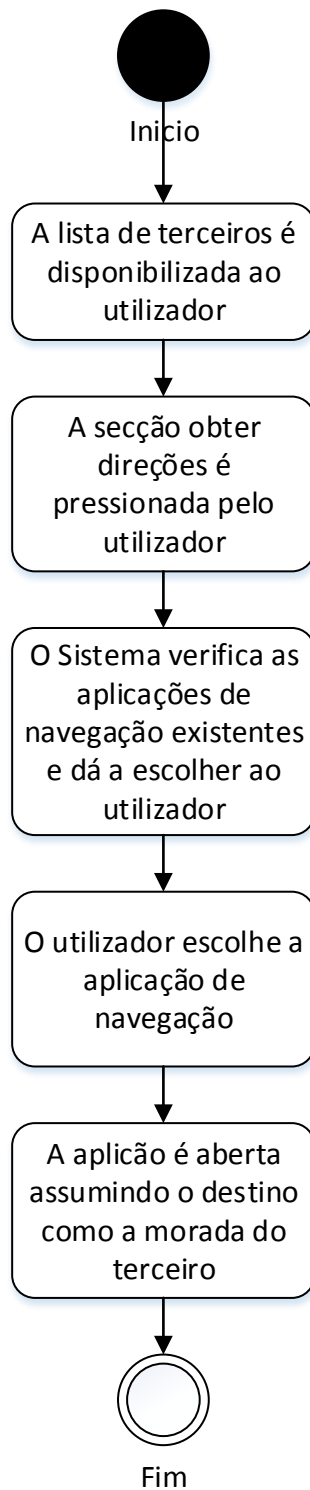 Inicio
A lista de terceiros é
disponibilizada ao
utilizador
A secção obter
direções é
pressionada pelo
utilizador
O Sistema verifica as
aplicações de
navegação existentes
e dá a escolher ao
utilizador
O utilizador escolhe a
aplicação de
navegação
A aplicão é aberta
assumindo o destino
como a morada do
terceiro
Fim